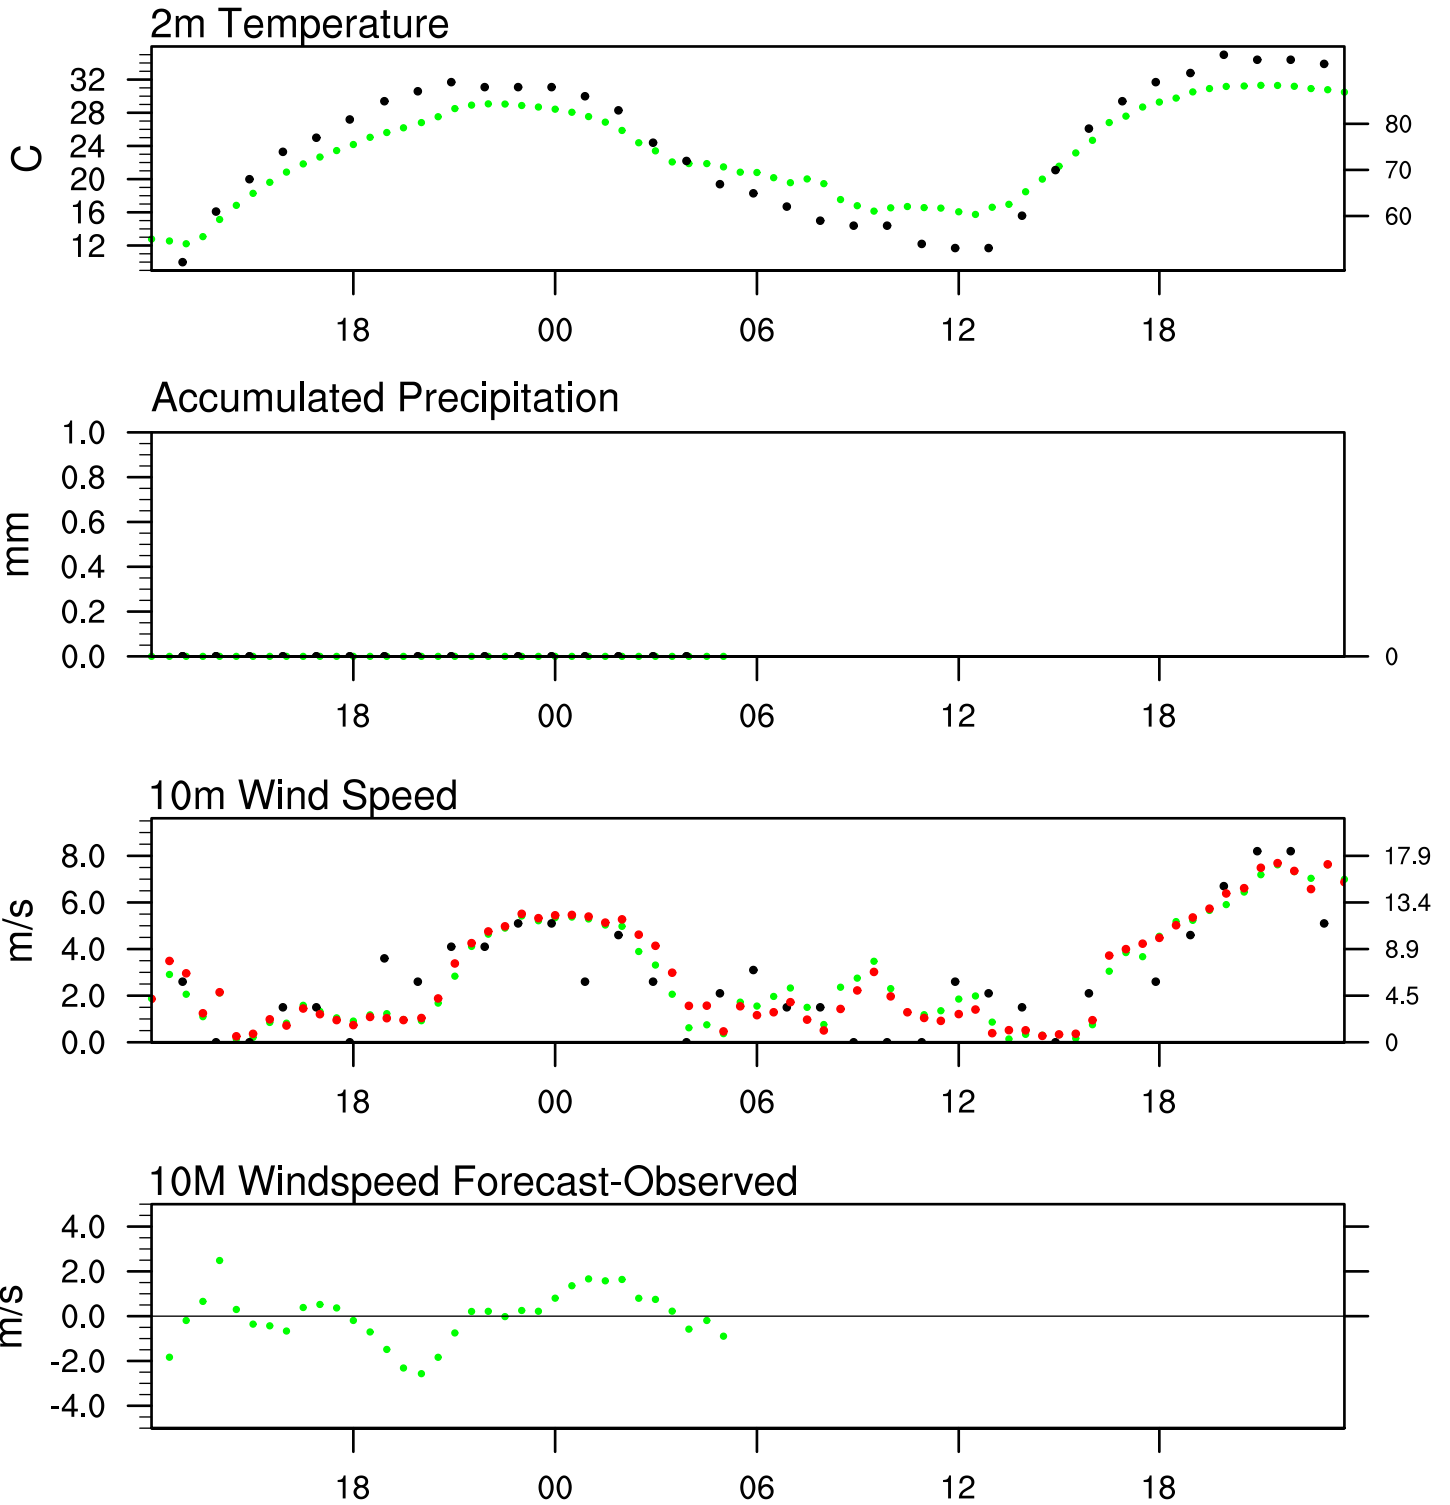 2m Temperature
C
32
28
24
20
16
12
80
70
60
18 00 06 12 18
Accumulated Precipitation
mm
1.0
0.8
0.6
0.4
0.2
0.0
0
18 00 06 12 18
10m Wind Speed
m/s
8.0
6.0
4.0
2.0
0.0
17.9
13.4
8.9
4.5
0
18 00 06 12 18
10M Windspeed Forecast-Observed
m/s
4.0
2.0
0.0
-2.0
-4.0
18 00 06 12 18